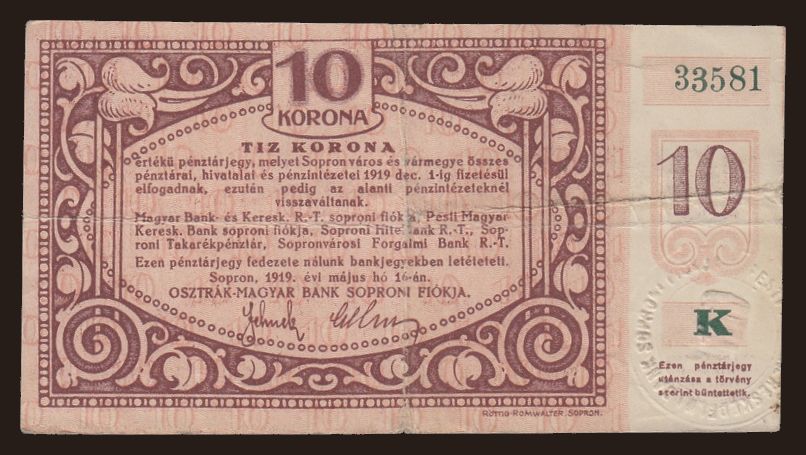 10
KORONA
TIZ KORONA
értékű pénztárjegy, melyet Sopron város és vármegye összes
pénztárai, hivatalai és pénzintézetei 1919 dec. 1-ig fizetésül
elfogadnak, ezután pedig az alanti pénzintézeteknél
visszaváltanak.
Magyar Bank- és Keresk. R.-T. soproni fiókja, Pesti Magyar
Keresk. Bank soproni fiókja, Soproni Hitelbank R.-T., Sop-
roni Takarékpénztár, Sopronvárosi Forgalmi Bank R.-T.
Ezen pénztárjegy fedezete nálunk bankjegyekben letéteteti.
Sopron, 1919. évi május hó 16-án.
OSZTRÁK-MAGYAR BANK SOPRONI FIÓKJA.
RÖTTIG-ROMWALTER, SOPRON.
33581
10
K
Ezen pénztárjegy
utánzása a törvény
szerint büntettetik.